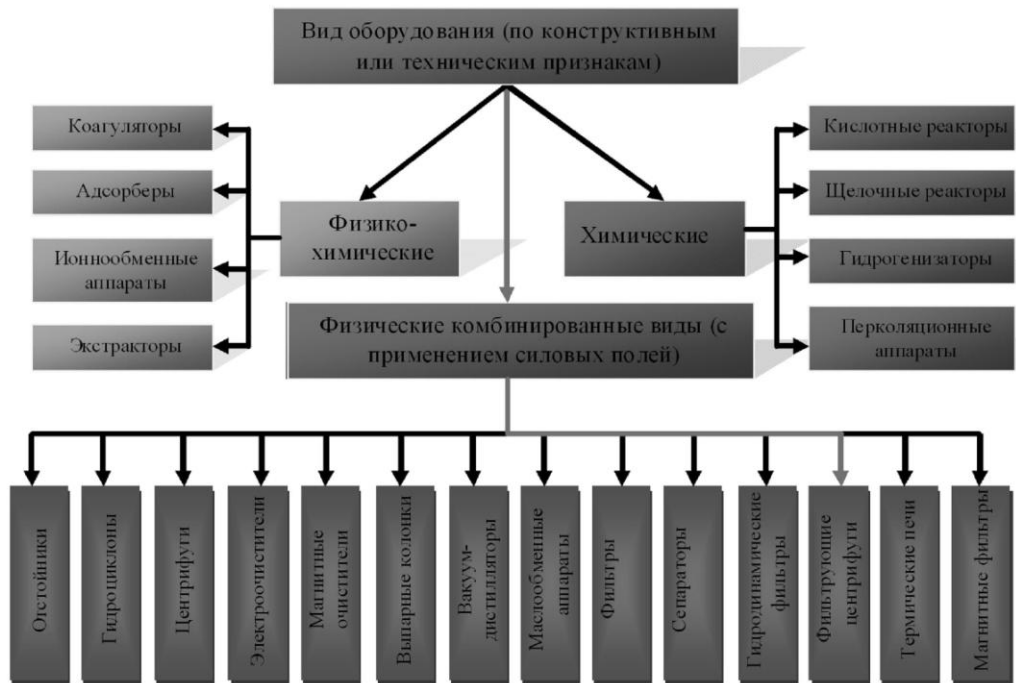 Вид оборудования (по конструктивным
или техническим признакам)
Коагуляторы
Адсорберы
Ионнообменные
аппараты
Экстракторы
Физико-
химические
Химические
Кислотные реакторы
Щелочные реакторы
Гидрогенизаторы
Перколяционные
аппараты
Физические комбинированные виды (с
применением силовых полей)
Отстойники
Гидроциклоны
Центрифуги
Электроочистители
Магнитные
очистители
Выпарные колонки
Вакуум-
дистилляторы
Маслообменные
аппараты
Фильтры
Сепараторы
Гидродинамические
фильтры
Фильтрующие
центрифуги
Термические печи
Магнитные фильтры